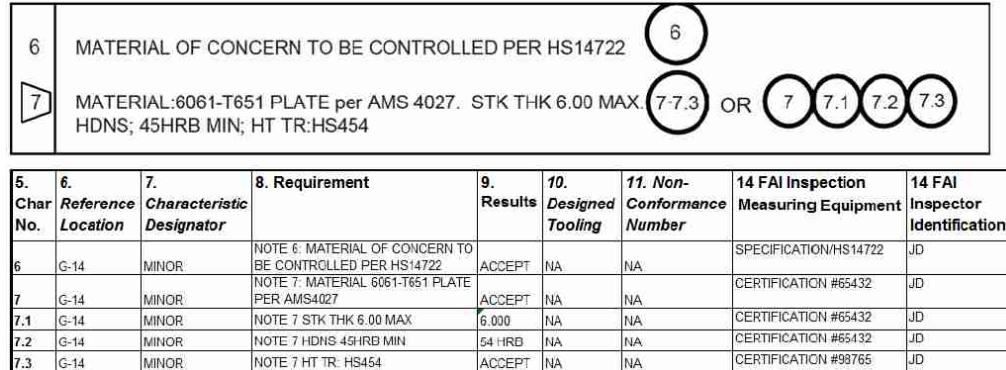 6 MATERIAL OF CONCERN TO BE CONTROLLED PER HS14722 6
7 MATERIAL:6061-T651 PLATE per AMS 4027. STK THK 6.00 MAX. 7-7.3 OR 7 7.1 7.2 7.3
HDNS; 45HRB MIN; HT TR:HS454
5. Char No. 6. Reference Location 7. Characteristic Designator 8. Requirement 9. Results 10. Designed Tooling 11. Non-Conformance Number 14 FAI Inspection Measuring Equipment 14 FAI Inspector Identification
6 G-14 MINOR NOTE 6: MATERIAL OF CONCERN TO BE CONTROLLED PER HS14722 ACCEPT NA NA SPECIFICATION/HS14722 JD
7 G-14 MINOR NOTE 7: MATERIAL 6061-T651 PLATE PER AMS4027 ACCEPT NA NA CERTIFICATION #65432 JD
7.1 G-14 MINOR NOTE 7 STK THK 6.00 MAX 6.000 NA NA CERTIFICATION #65432 JD
7.2 G-14 MINOR NOTE 7 HDNS 45HRB MIN 54 HRB NA NA CERTIFICATION #65432 JD
7.3 G-14 MINOR NOTE 7 HT TR: HS454 ACCEPT NA NA CERTIFICATION #98765 JD